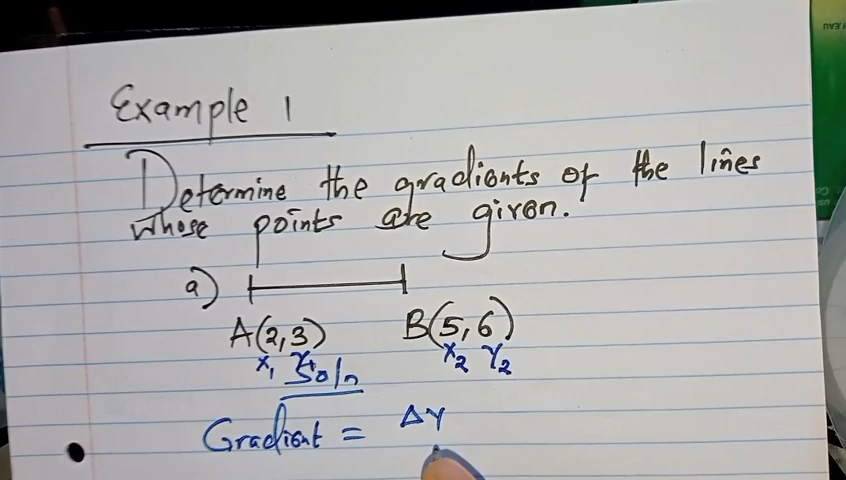 Example 1
Determine the gradients of the lines
whose points are given.
a)
A(2,3) B(5,6)
x₁ Y₁ x₂ Y₂
Soln
Gradient = ΔY